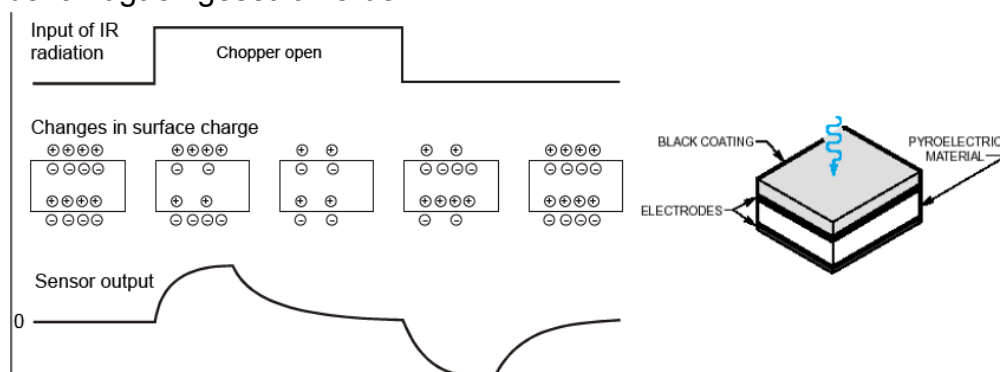 Input of IR
radiation
Chopper open
Changes in surface charge
Sensor output
0
BLACK COATING
PYROELECTRIC
MATERIAL
ELECTRODES